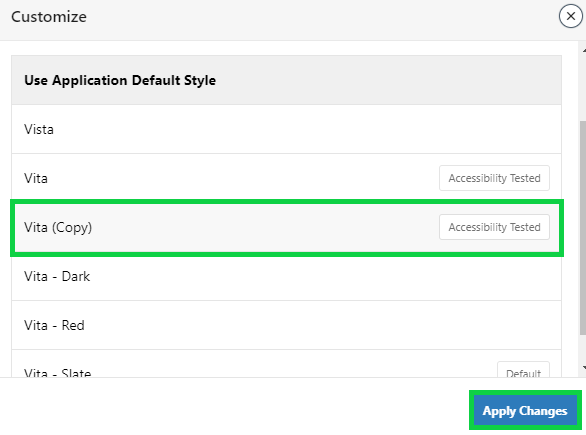 Customize
Use Application Default Style
Vista
Vita
Accessibility Tested
Vita (Copy)
Accessibility Tested
Vita - Dark
Vita - Red
Vita - Slate
Default
Apply Changes